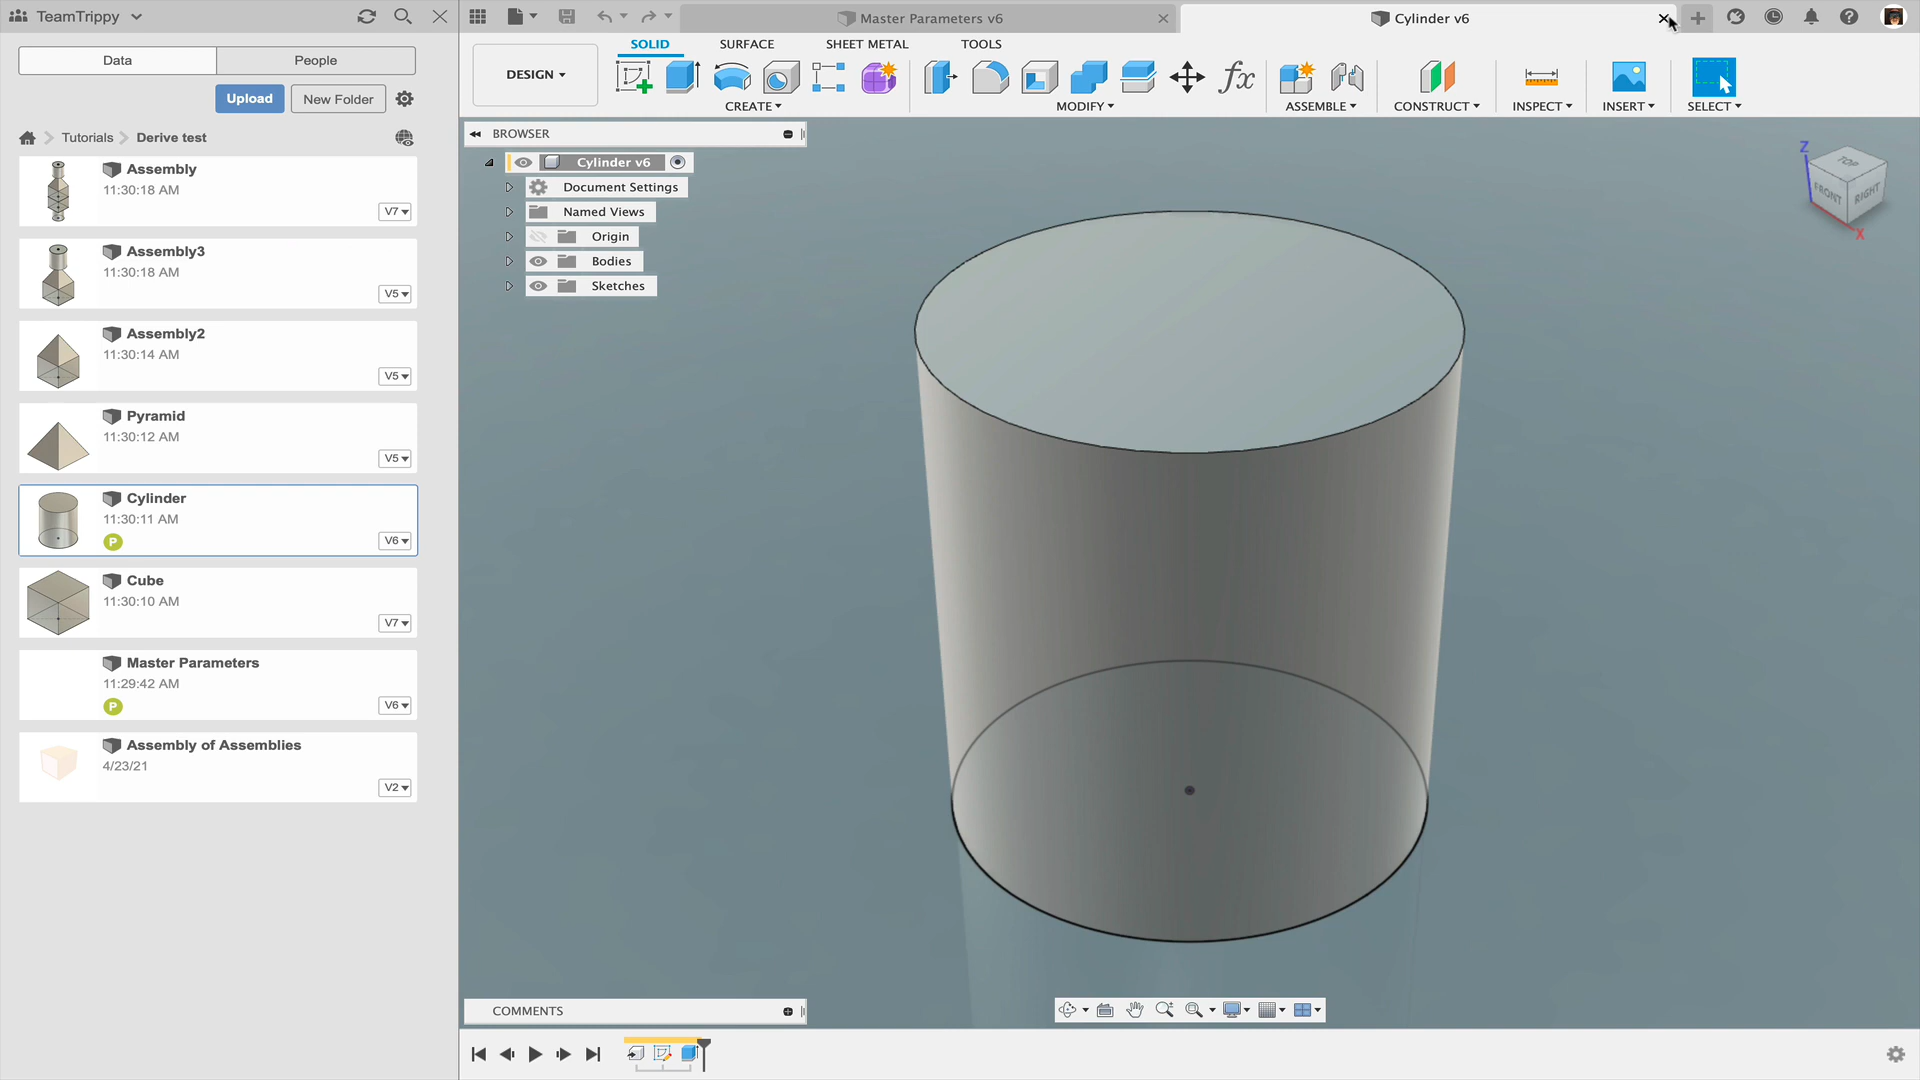 TeamTrippy
Master Parameters v6
Cylinder v6
Data
People
Upload
New Folder
Tutorials
Derive test
DESIGN
SOLID
SURFACE
SHEET METAL
TOOLS
fx
CREATE
MODIFY
ASSEMBLE
CONSTRUCT
INSPECT
INSERT
SELECT
BROWSER
Cylinder v6
Document Settings
Named Views
Origin
Bodies
Sketches
Z
TOP
FRONT
RIGHT
X
Assembly
11:30:18 AM
V7
Assembly3
11:30:18 AM
V5
Assembly2
11:30:14 AM
V5
Pyramid
11:30:12 AM
V5
Cylinder
11:30:11 AM
P
V6
Cube
11:30:10 AM
V7
Master Parameters
11:29:42 AM
P
V6
Assembly of Assemblies
4/23/21
V2
COMMENTS